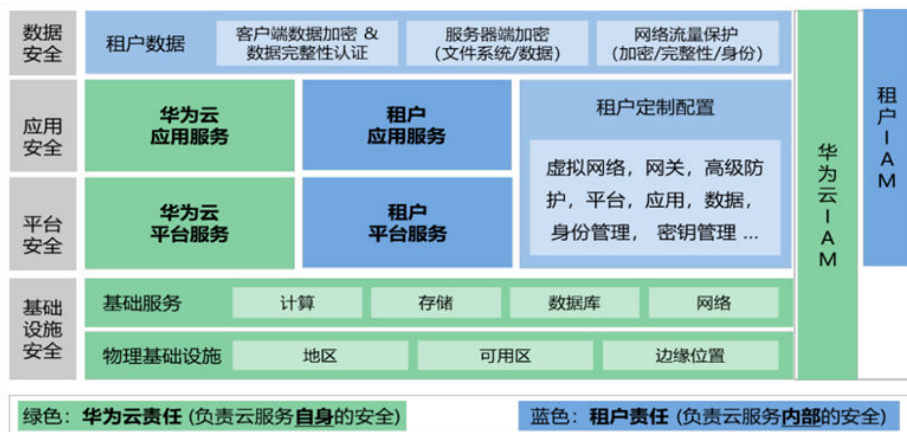 数据
安全
租户数据
客户端数据加密 &
数据完整性认证
服务器端加密
(文件系统/数据)
网络流量保护
(加密/完整性/身份)
应用
安全
华为云
应用服务
租户
应用服务
租户定制配置
虚拟网络，网关，高级防
护，平台，应用，数据，
身份管理， 密钥管理 ...
平台
安全
华为云
平台服务
租户
平台服务
基础
设施
安全
基础服务
计算
存储
数据库
网络
物理基础设施
地区
可用区
边缘位置
华为云IAM
租户IAM
绿色：华为云责任 (负责云服务自身的安全)
蓝色：租户责任 (负责云服务内部的安全)